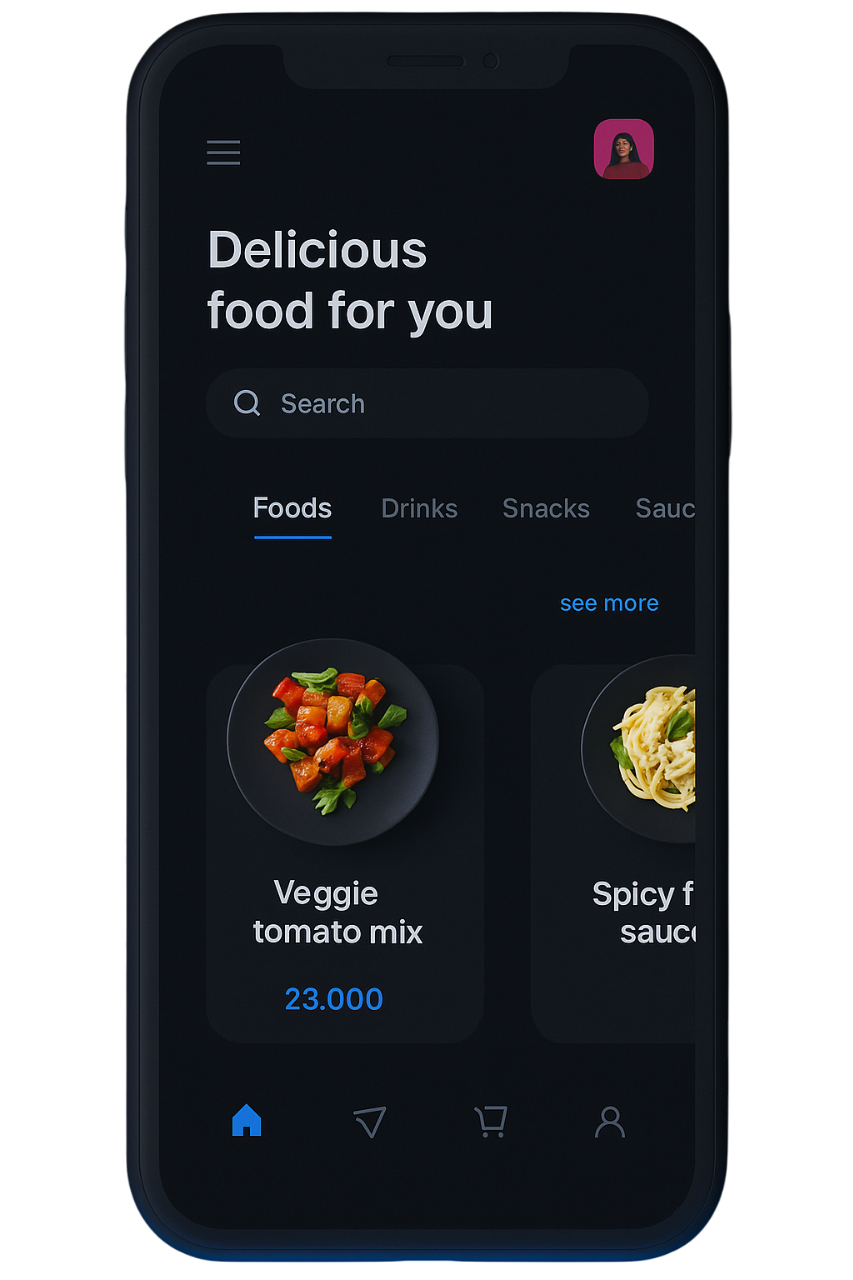 Delicious
food for you
Search
Foods Drinks Snacks Sauc
see more
Veggie
tomato mix
23.000
Spicy f
sauc